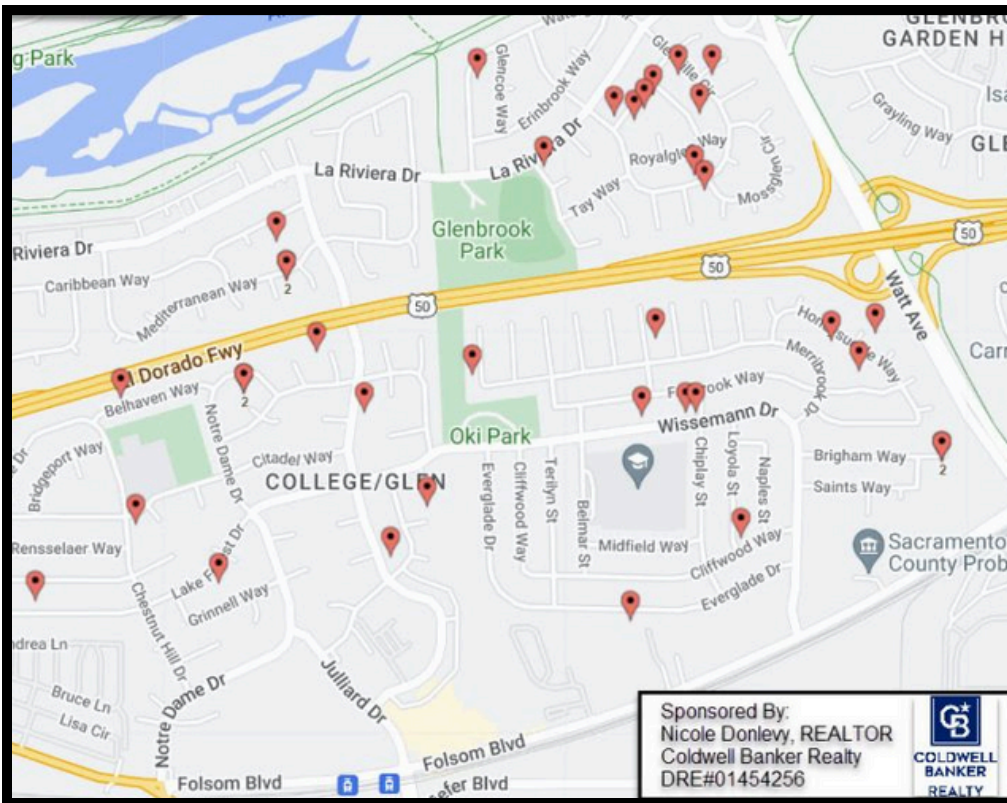 GLENBR
GARDEN H
g Park
Glencoe Way
Erinbrook Way
Isa
Grayling Way
GLE
La Riviera Dr
La Riviera Dr
Royalglen Way
Mossglen Cir
Tay Way
Glenbrook
Park
Riviera Dr
Caribbean Way
Mediterranean Way
2
50
50
50
Watt Ave
El Dorado Fwy
Belhaven Way
2
Merribrook Dr
Carr
Notre Dame Dr
Wissemann Dr
Oki Park
Bridgeport Way
Citadel Way
COLLEGE/GLEN
Everglade Dr
Cliffwood Way
Terilyn St
Belmar St
Chiplay St
Loyola St
Naples St
Brigham Way
2
Saints Way
Rensselaer Way
Midfield Way
Cliffwood Way
Everglade Dr
Sacramento
County Prob
Lake Forest Dr
Grinnell Way
Chestnut Hill Dr
ndrea Ln
Bruce Ln
Lisa Cir
Notre Dame Dr
Julliard Dr
Folsom Blvd
Folsom Blvd
efer Blvd
Sponsored By:
Nicole Donlevy, REALTOR
Coldwell Banker Realty
DRE#01454256
CB
COLDWELL
BANKER
REALTY